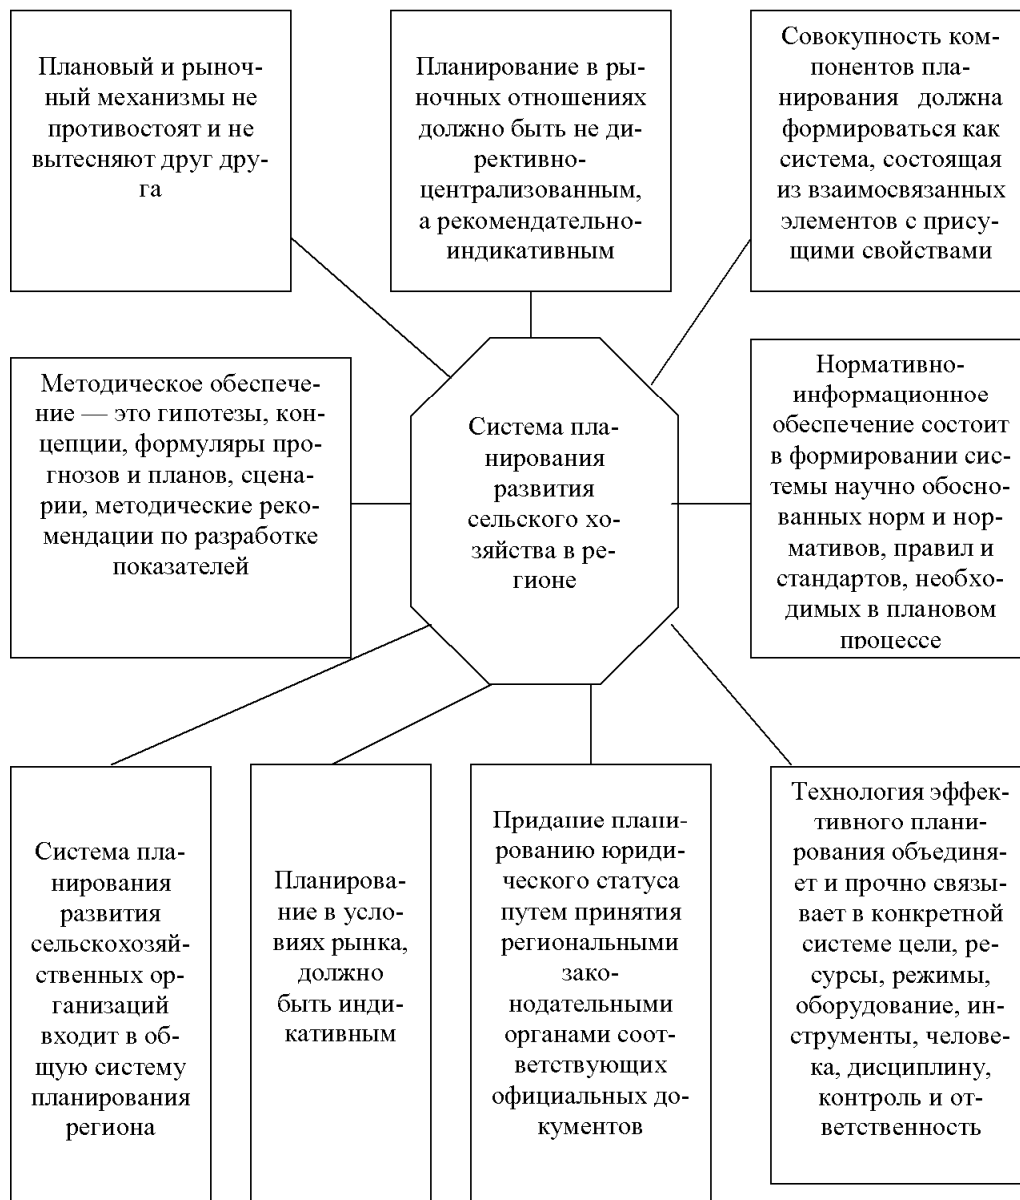 Плановый и рыноч-
ный механизмы не
противостоят и не
вытесняют друг дру-
га
Планирование в ры-
ночных отношениях
должно быть не ди-
рективно-
централизованным,
а рекомендательно-
индикативным
Совокупность ком-
понентов пла-
нирования должна
формироваться как
система, состоящая
из взаимосвязанных
элементов с прису-
щими свойствами
Методическое обеспече-
ние — это гипотезы, кон-
цепции, формуляры про-
гнозов и планов, сцена-
рии, методические реко-
мендации по разработке
показателей
Система пла-
нирования
развития
сельского хо-
зяйства в ре-
гионе
Нормативно-
информационное
обеспечение состоит
в формировании сис-
темы научно обосно-
ванных норм и нор-
мативов, правил и
стандартов, необхо-
димых в плановом
процессе
Система пла-
нирования
развития
сельскохозяй-
ственных ор-
ганизаций
входит в об-
щую систему
планирования
региона
Планирова-
ние в усло-
виях рынка,
должно
быть инди-
кативным
Придание плани-
рованию юриди-
ческого статуса
путем принятия
региональными
зако-
нодательными
органами соот-
ветствующих
официальных до-
кументов
Технология эффек-
тивного плани-
рования объединя-
ет и прочно связы-
вает в конкретной
системе цели, ре-
сурсы, режимы,
оборудование, ин-
струменты, челове-
ка, дисциплину,
контроль и от-
ветственность